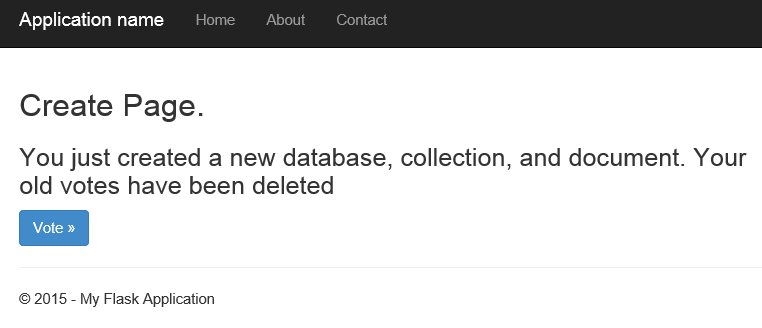 Application name Home About Contact
Create Page.
You just created a new database, collection, and document. Your
old votes have been deleted
Vote »
© 2015 - My Flask Application